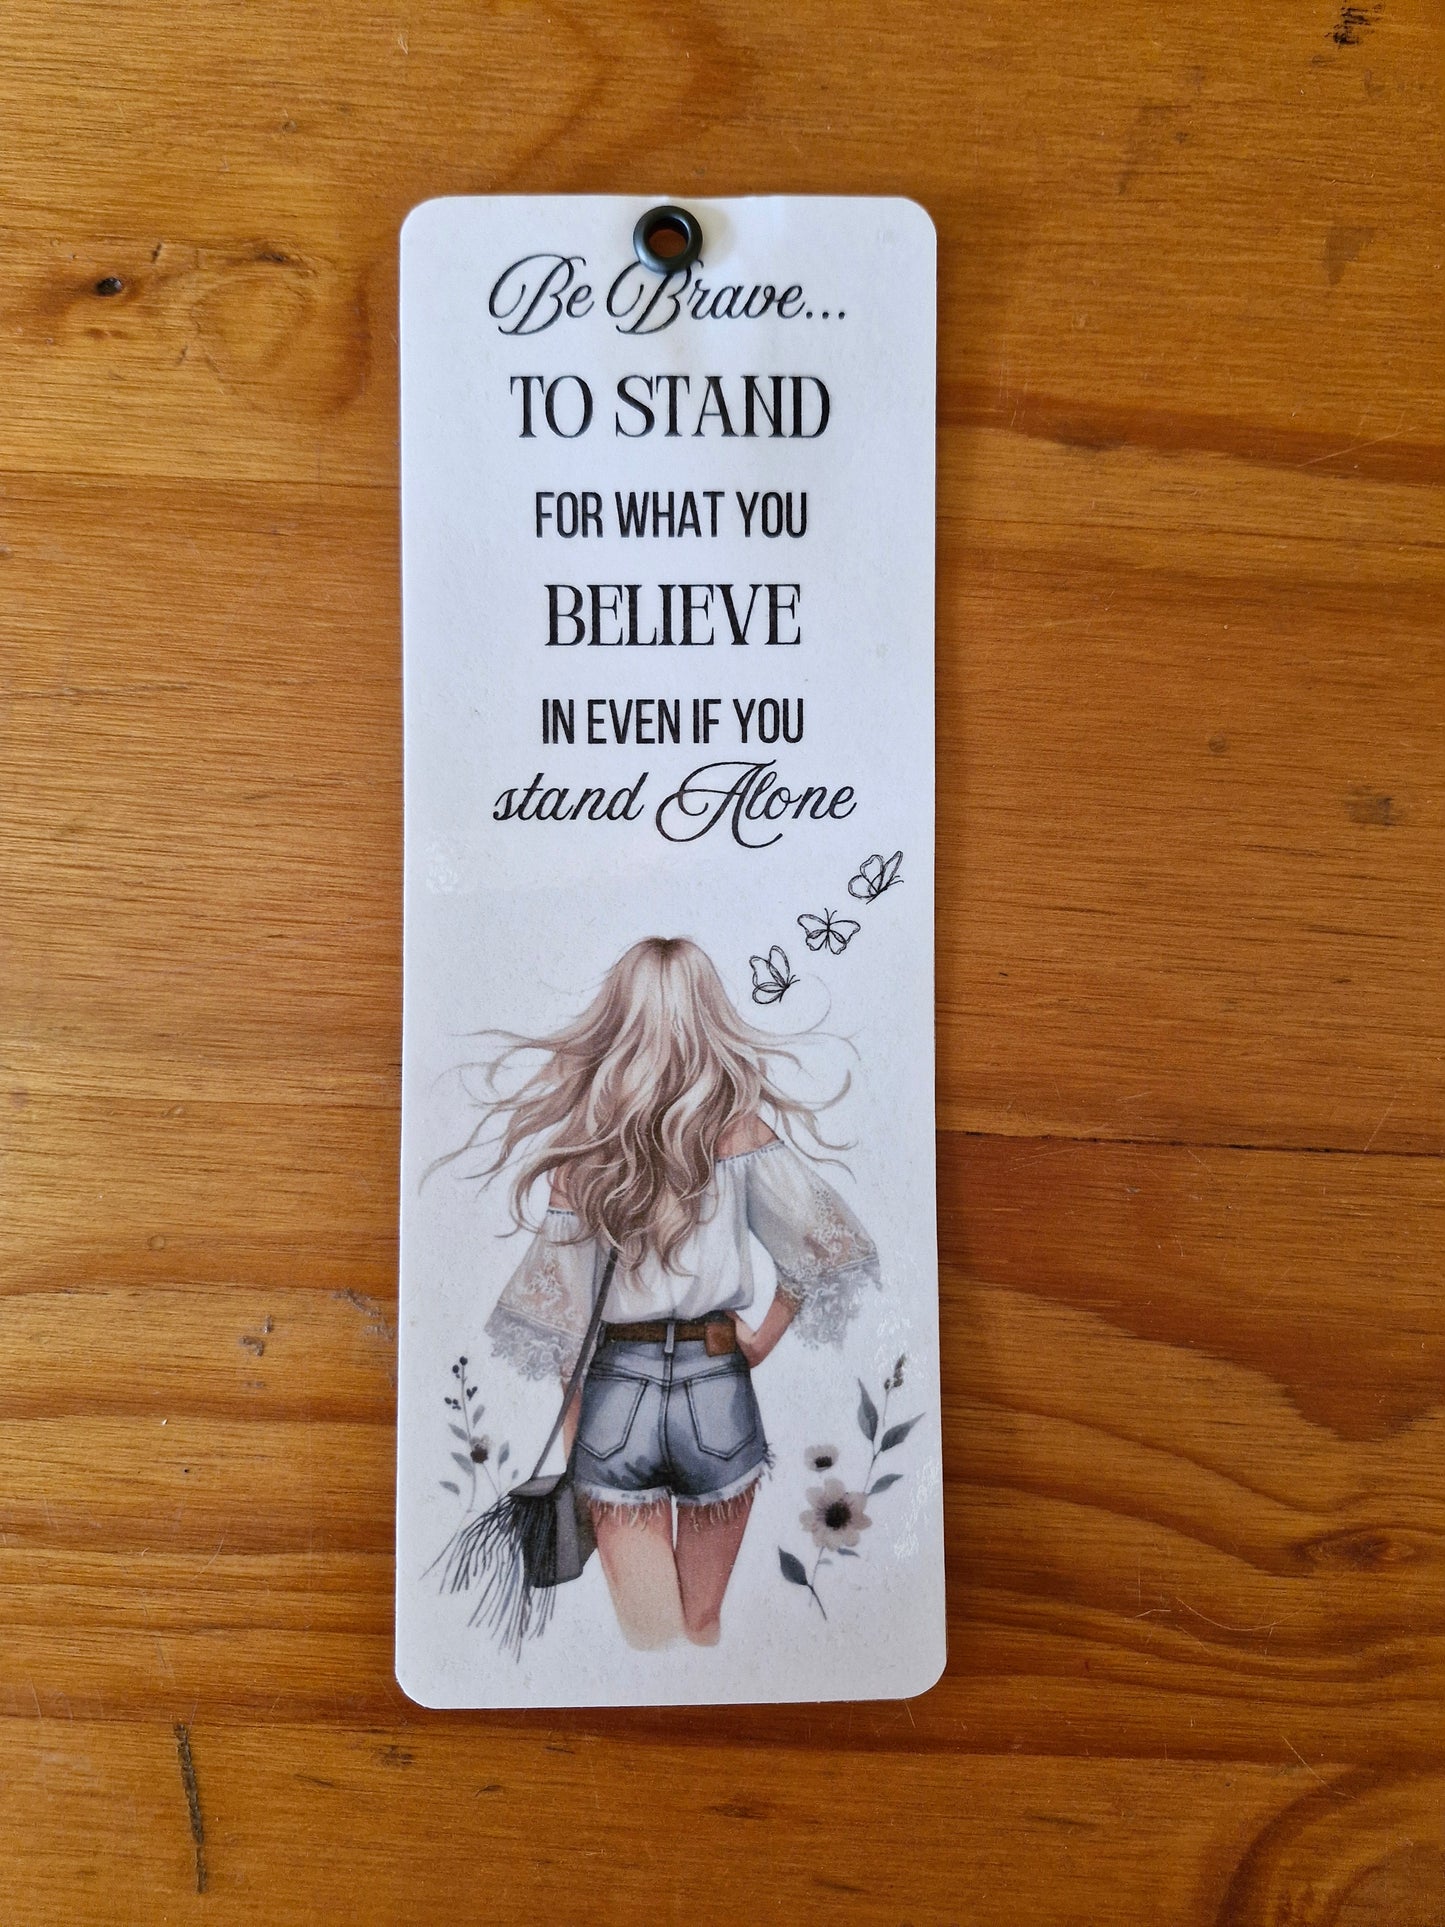 Be Brave...
TO STAND
FOR WHAT YOU
BELIEVE
IN EVEN IF YOU
stand Alone